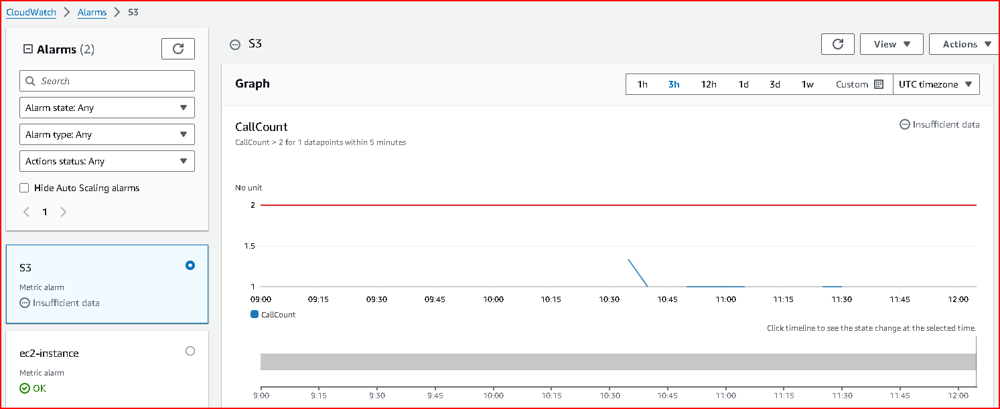 CloudWatch > Alarms > S3
Alarms (2)
Search
Alarm state: Any
Alarm type: Any
Actions status: Any
Hide Auto Scaling alarms
1
S3
Metric alarm
Insufficient data
ec2-instance
Metric alarm
OK
S3
View
Actions
Graph
1h 3h 12h 1d 3d 1w Custom UTC timezone
CallCount
Insufficient data
CallCount > 2 for 1 datapoints within 5 minutes
No unit
2
1.5
1
09:00 09:15 09:30 09:45 10:00 10:15 10:30 10:45 11:00 11:15 11:30 11:45 12:00
CallCount
Click timeline to see the state change at the selected time.
9:00 9:15 9:30 9:45 10:00 10:15 10:30 10:45 11:00 11:15 11:30 11:45 12:00